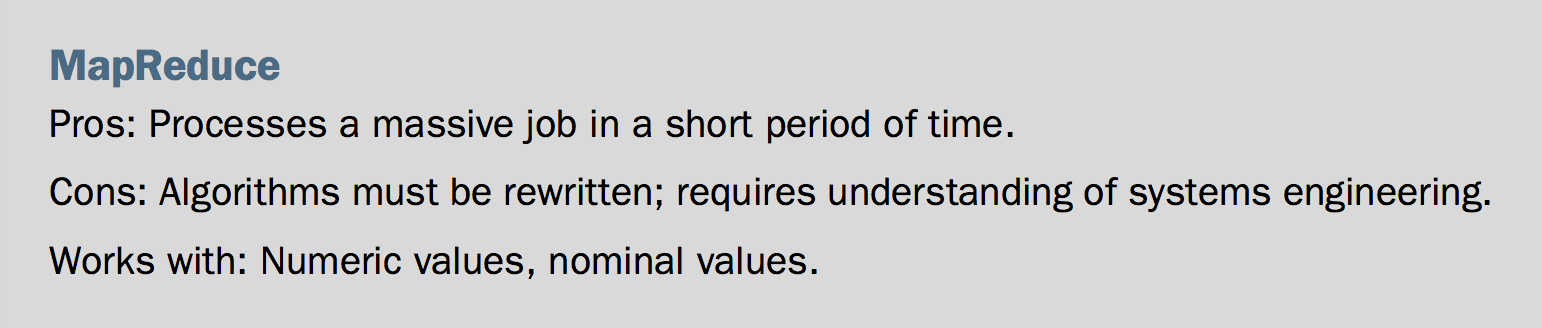 MapReduce
Pros: Processes a massive job in a short period of time.
Cons: Algorithms must be rewritten; requires understanding of systems engineering.
Works with: Numeric values, nominal values.